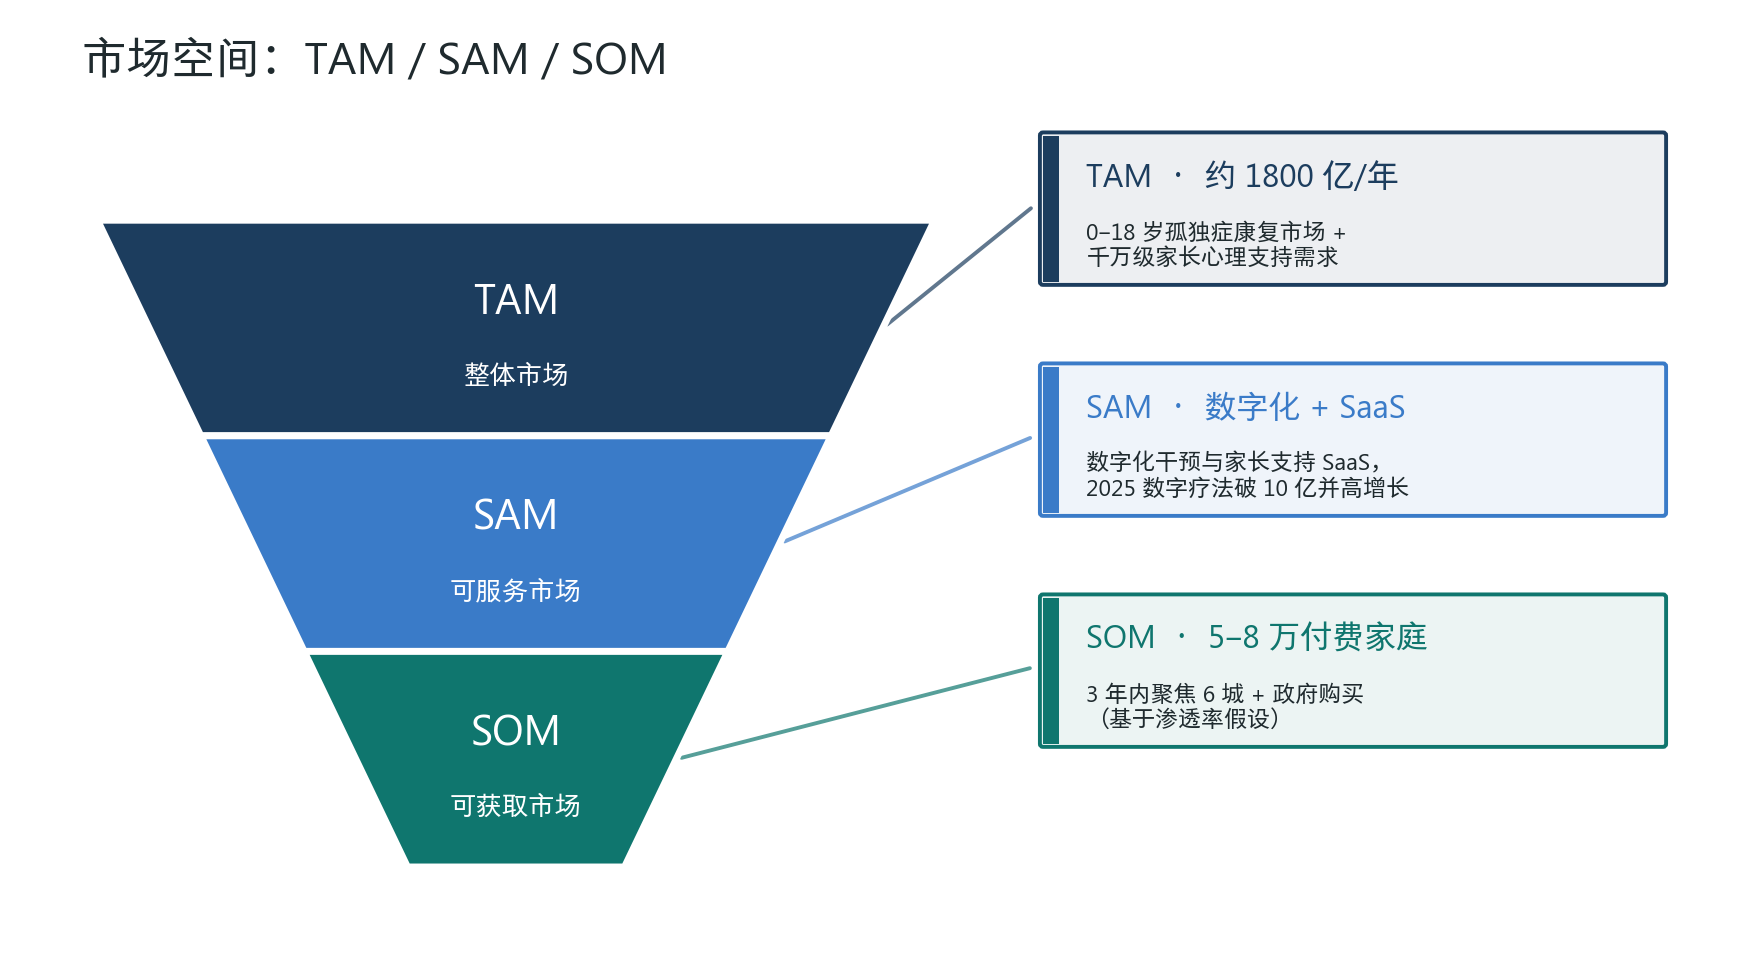 市场空间：TAM / SAM / SOM
TAM
整体市场
SAM
可服务市场
SOM
可获取市场
TAM · 约 1800 亿/年
0–18 岁孤独症康复市场 +
千万级家长心理支持需求
SAM · 数字化 + SaaS
数字化干预与家长支持 SaaS，
2025 数字疗法破 10 亿并高增长
SOM · 5–8 万付费家庭
3 年内聚焦 6 城 + 政府购买
（基于渗透率假设）